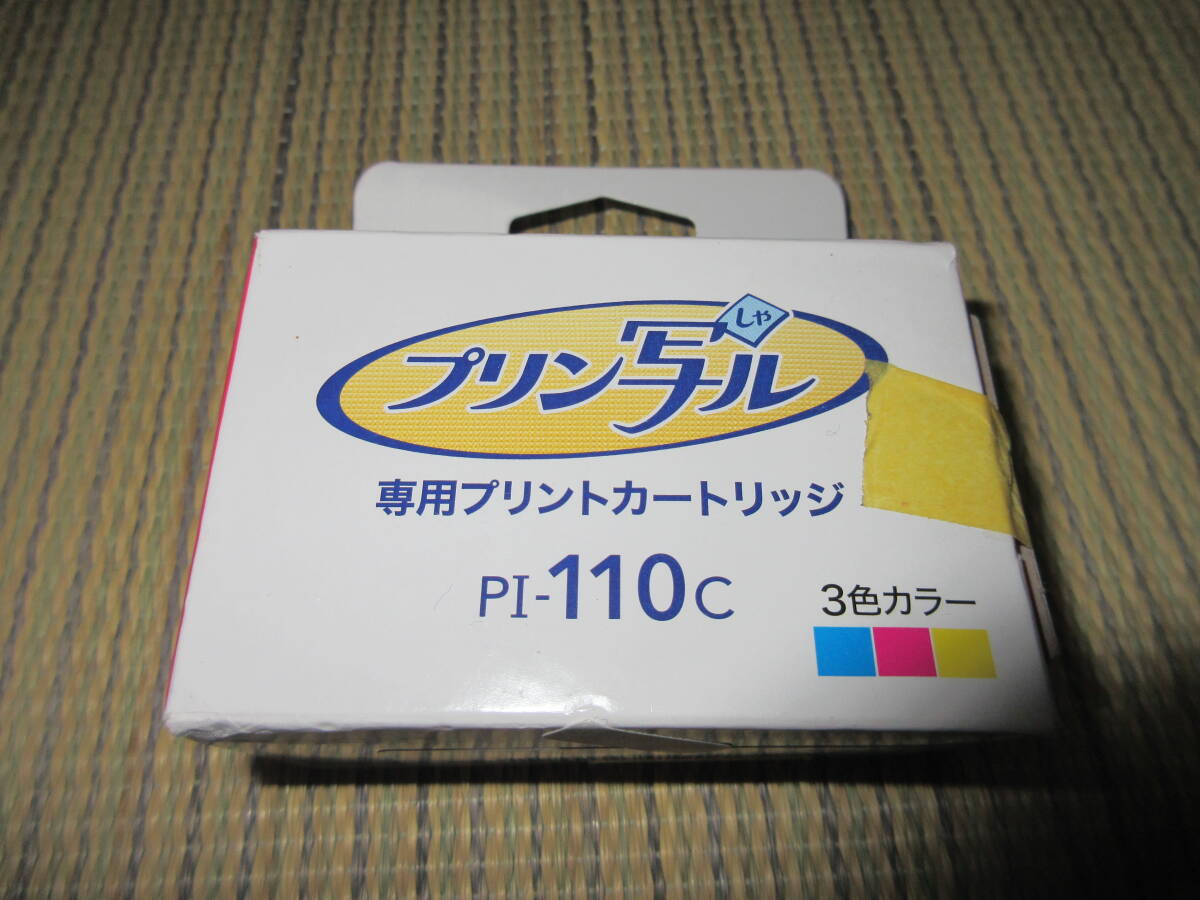 プリン写ル
しゃ
専用プリントカートリッジ
PI-110C
3色カラー